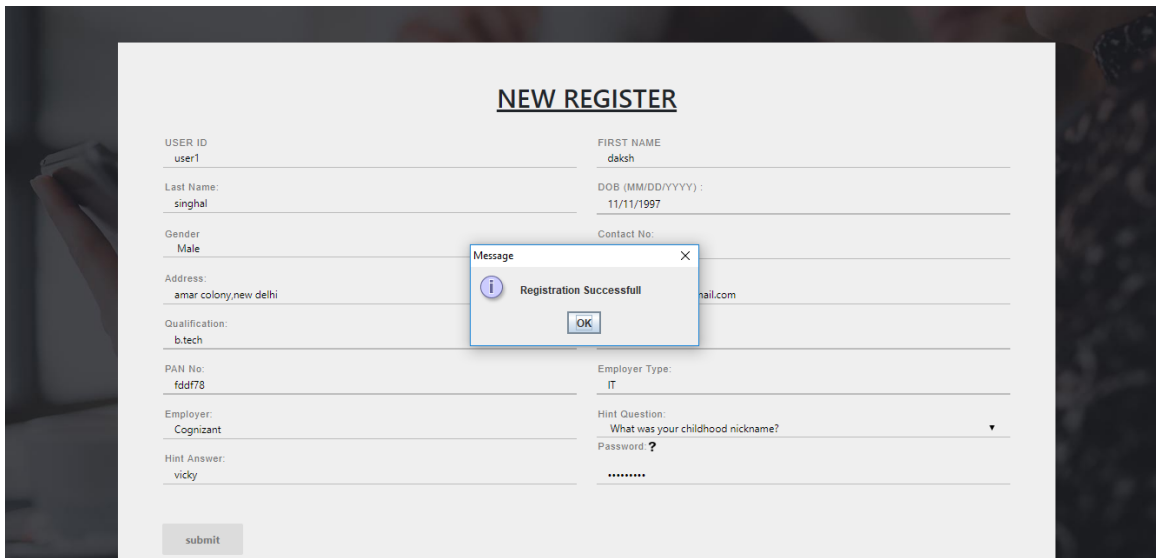 NEW REGISTER
USER ID
user1
FIRST NAME
daksh
Last Name:
singhal
DOB (MM/DD/YYYY) :
11/11/1997
Gender
Male
Contact No:
Message
Registration Successfull
OK
Address:
amar colony,new delhi
Qualification:
b.tech
PAN No:
fddf78
Employer Type:
IT
Employer:
Cognizant
Hint Question:
What was your childhood nickname?
Hint Answer:
vicky
Password: ?
•••••••••
submit